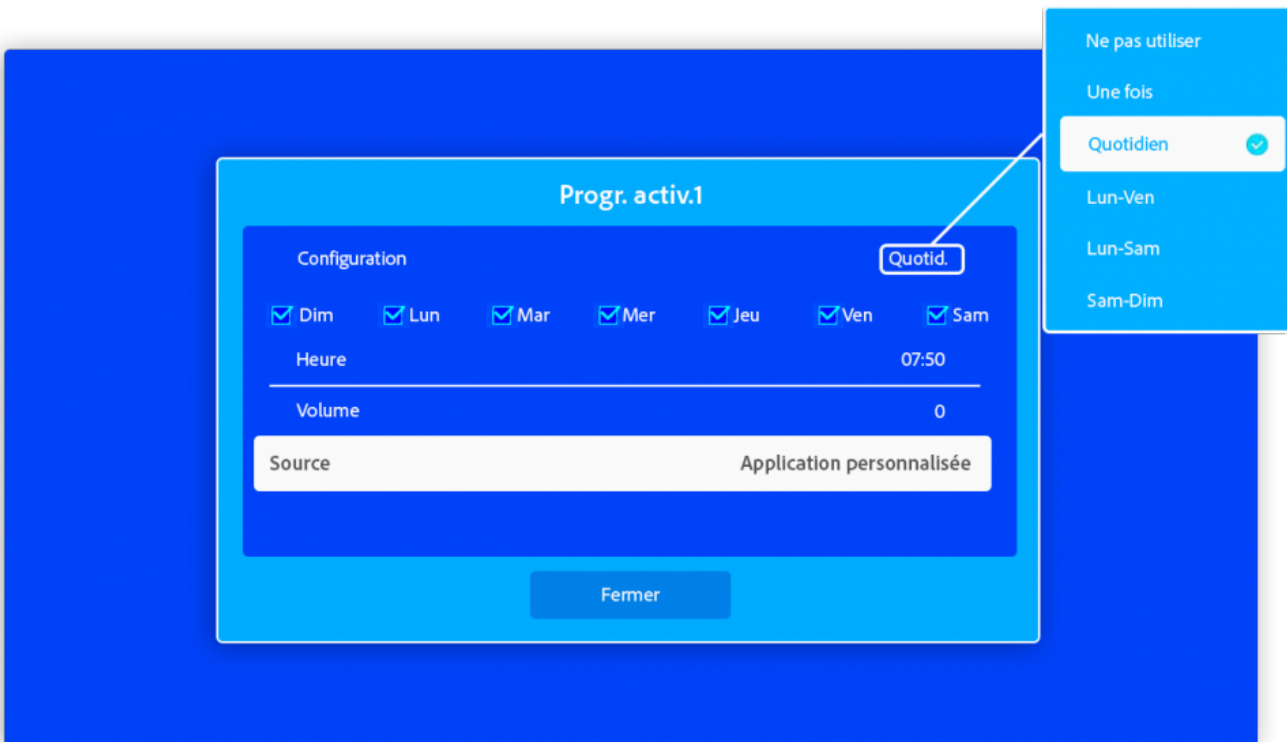 Ne pas utiliser
Une fois
Quotidien
Lun-Ven
Lun-Sam
Sam-Dim
Progr. activ.1
Configuration Quotid.
Dim Lun Mar Mer Jeu Ven Sam
Heure 07:50
Volume 0
Source Application personnalisée
Fermer